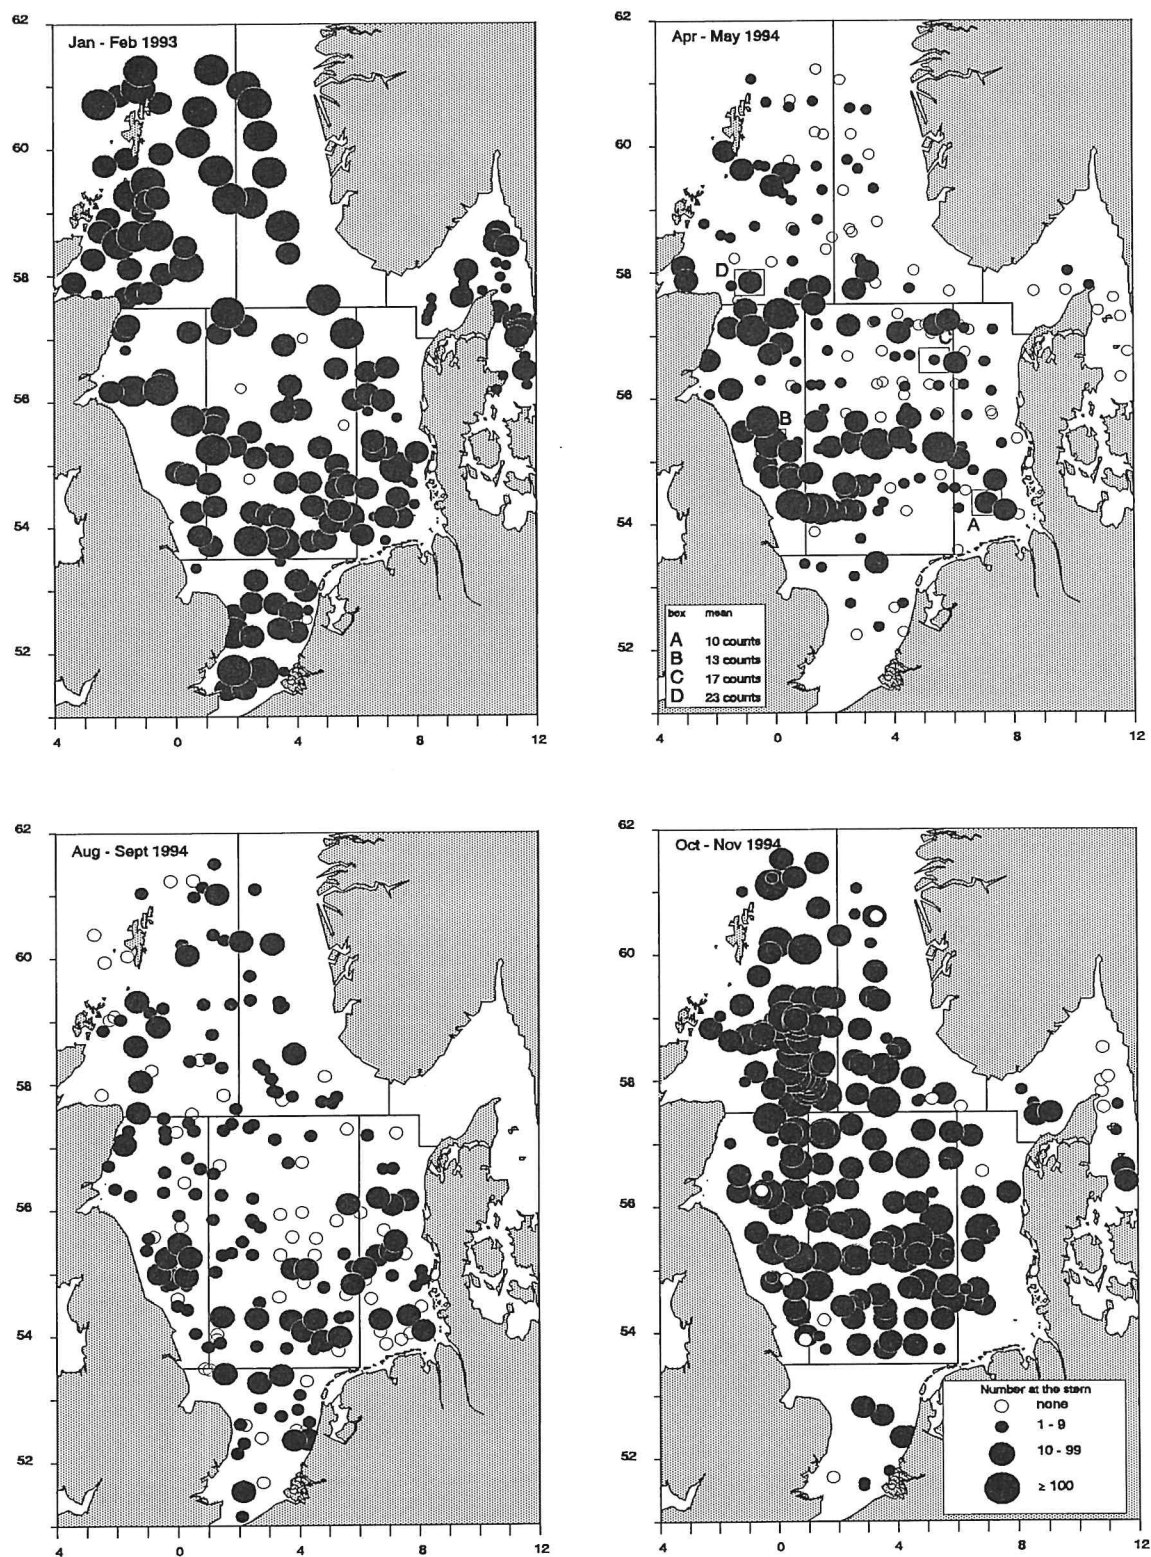 62
Jan - Feb 1993
60
58
56
54
52
4 0 4 8 12
62
Apr - May 1994
60
D
58
C
56
B
54
A
52
box mean
A 10 counts
B 13 counts
C 17 counts
D 23 counts
4 0 4 8 12
62
Aug - Sept 1994
60
58
56
54
52
4 0 4 8 12
62
Oct - Nov 1994
60
58
56
54
52
Number at the stern
none
1 - 9
10 - 99
≥ 100
4 0 4 8 12